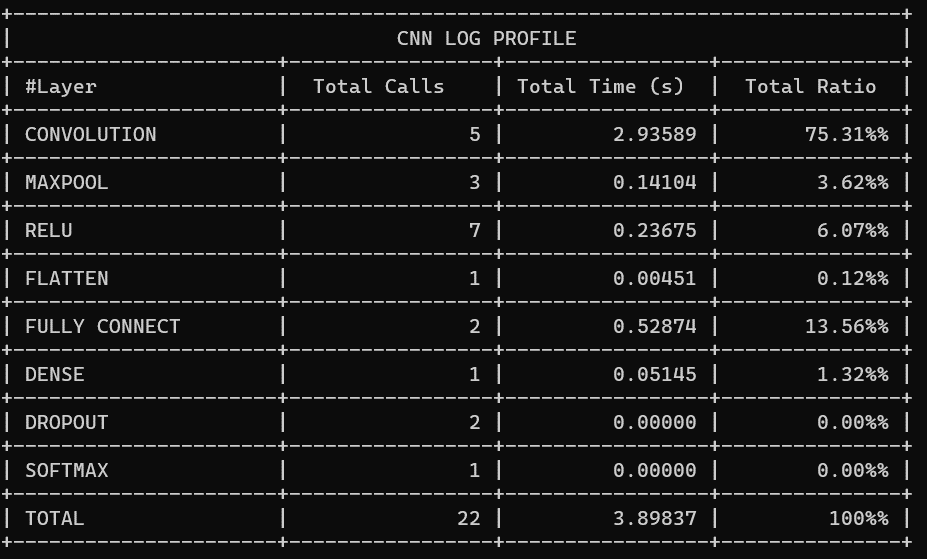 CNN LOG PROFILE
#Layer Total Calls Total Time (s) Total Ratio
CONVOLUTION 5 2.93589 75.31%%
MAXPOOL 3 0.14104 3.62%%
RELU 7 0.23675 6.07%%
FLATTEN 1 0.00451 0.12%%
FULLY CONNECT 2 0.52874 13.56%%
DENSE 1 0.05145 1.32%%
DROPOUT 2 0.00000 0.00%%
SOFTMAX 1 0.00000 0.00%%
TOTAL 22 3.89837 100%%